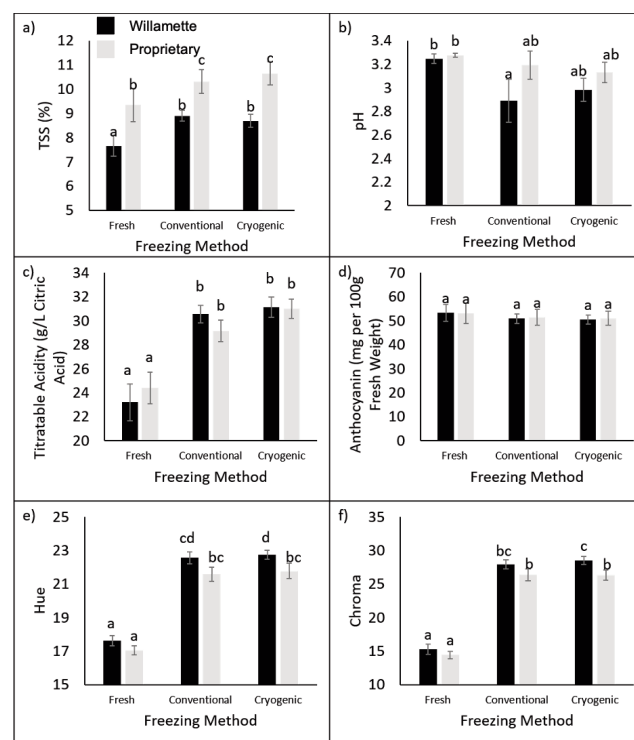 a)
Willamette
Proprietary
TSS (%)
12
11
10
9
8
7
6
5
a
b
b
c
b
c
Fresh
Conventional
Cryogenic
Freezing Method
b)
pH
3.4
3.2
3
2.8
2.6
2.4
2.2
2
b
b
a
ab
ab
ab
Fresh
Conventional
Cryogenic
Freezing Method
c)
Titratable Acidity (g/L Citric
Acid)
34
32
30
28
26
24
22
20
a
a
b
b
b
b
Fresh
Conventional
Cryogenic
Freezing Method
d)
Anthocyanin (mg per 100g
Fresh Weight)
70
60
50
40
30
20
10
0
a
a
a
a
a
a
Fresh
Conventional
Cryogenic
Freezing Method
e)
Hue
25
23
21
19
17
15
a
a
cd
bc
d
bc
Fresh
Conventional
Cryogenic
Freezing Method
f)
Chroma
35
30
25
20
15
10
a
a
bc
b
c
b
Fresh
Conventional
Cryogenic
Freezing Method